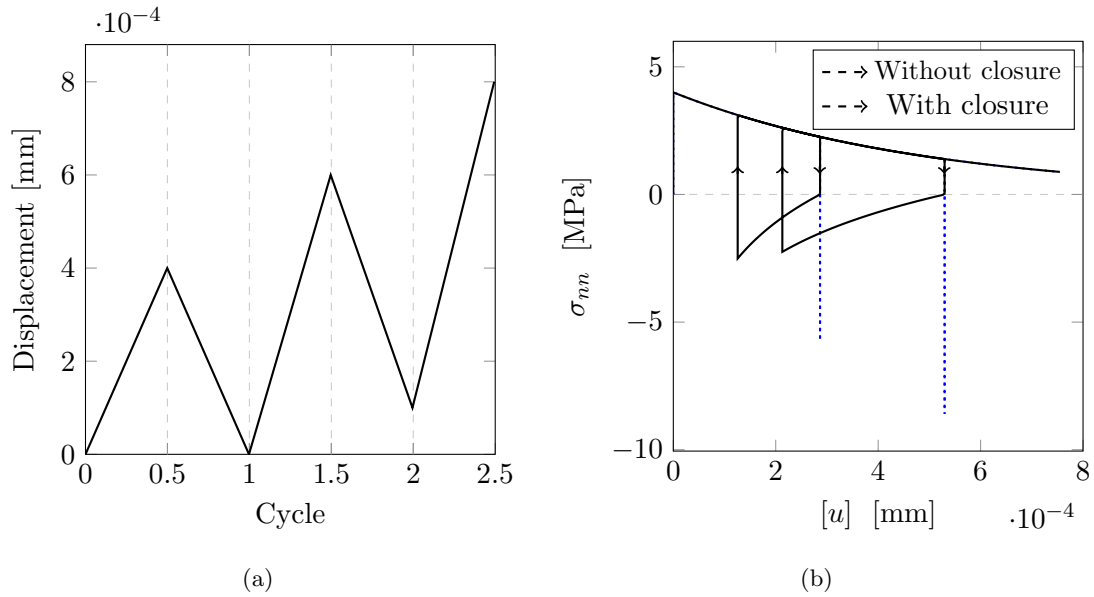 ·10⁻⁴
8
6
4
2
0
Displacement [mm]
0 0.5 1 1.5 2 2.5
Cycle
(a)
5
0
−5
−10
σₙₙ [MPa]
Without closure
With closure
0 2 4 6 8
[u] [mm] ·10⁻⁴
(b)